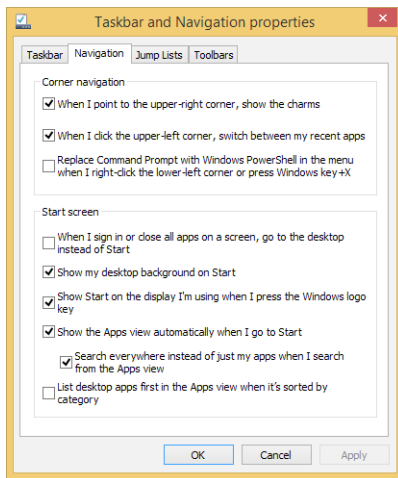 Taskbar and Navigation properties
Taskbar Navigation Jump Lists Toolbars
Corner navigation
When I point to the upper-right corner, show the charms
When I click the upper-left corner, switch between my recent apps
Replace Command Prompt with Windows PowerShell in the menu
when I right-click the lower-left corner or press Windows key+X
Start screen
When I sign in or close all apps on a screen, go to the desktop
instead of Start
Show my desktop background on Start
Show Start on the display I'm using when I press the Windows logo
key
Show the Apps view automatically when I go to Start
Search everywhere instead of just my apps when I search
from the Apps view
List desktop apps first in the Apps view when it's sorted by
category
OK Cancel Apply